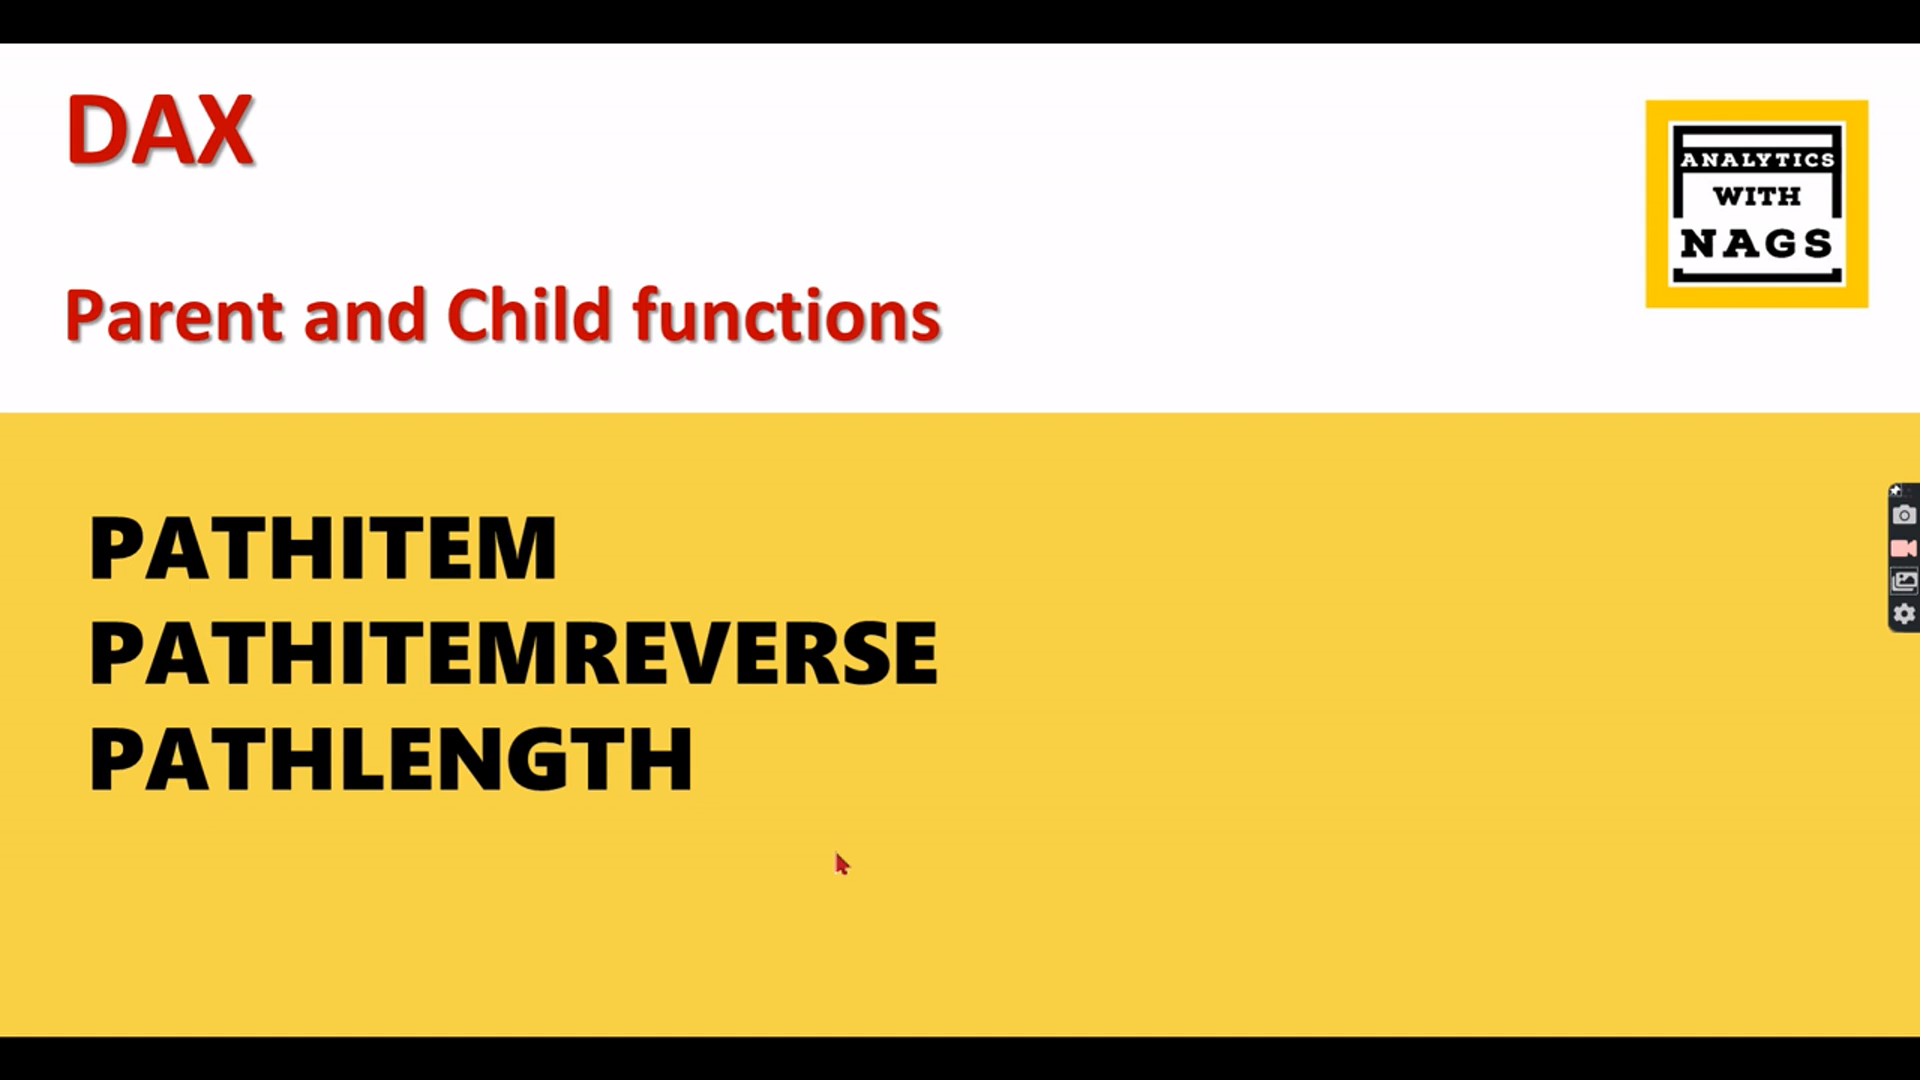 DAX
ANALYTICS
WITH
NAGS
Parent and Child functions
PATHITEM
PATHITEMREVERSE
PATHLENGTH